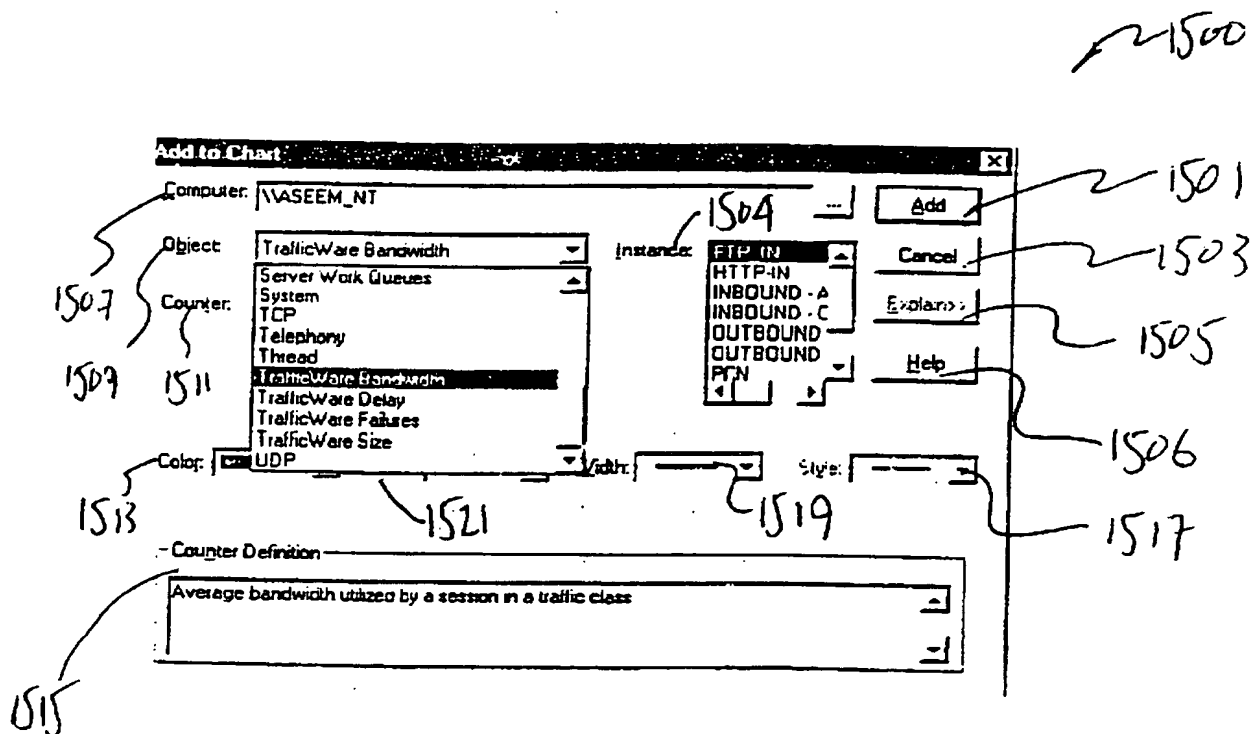 1500
Add to Chart
Computer: \\ASEEM_NT ... Add
1501
1504
Object: TrafficWare Bandwidth Instance: FTP-IN Cancel
1503
HTTP-IN
INBOUND - A
INBOUND - C
OUTBOUND
OUTBOUND
PCN
Server Work Queues
System
TCP
Telephony
Thread
TrafficWare Bandwidth
TrafficWare Delay
TrafficWare Failures
TrafficWare Size
UDP
Counter:
Explain>>
1505
Help
1506
1507
1509
1511
Color: Width: Style:
1513
1521
1519
1517
Counter Definition
Average bandwidth utilized by a session in a traffic class
1515